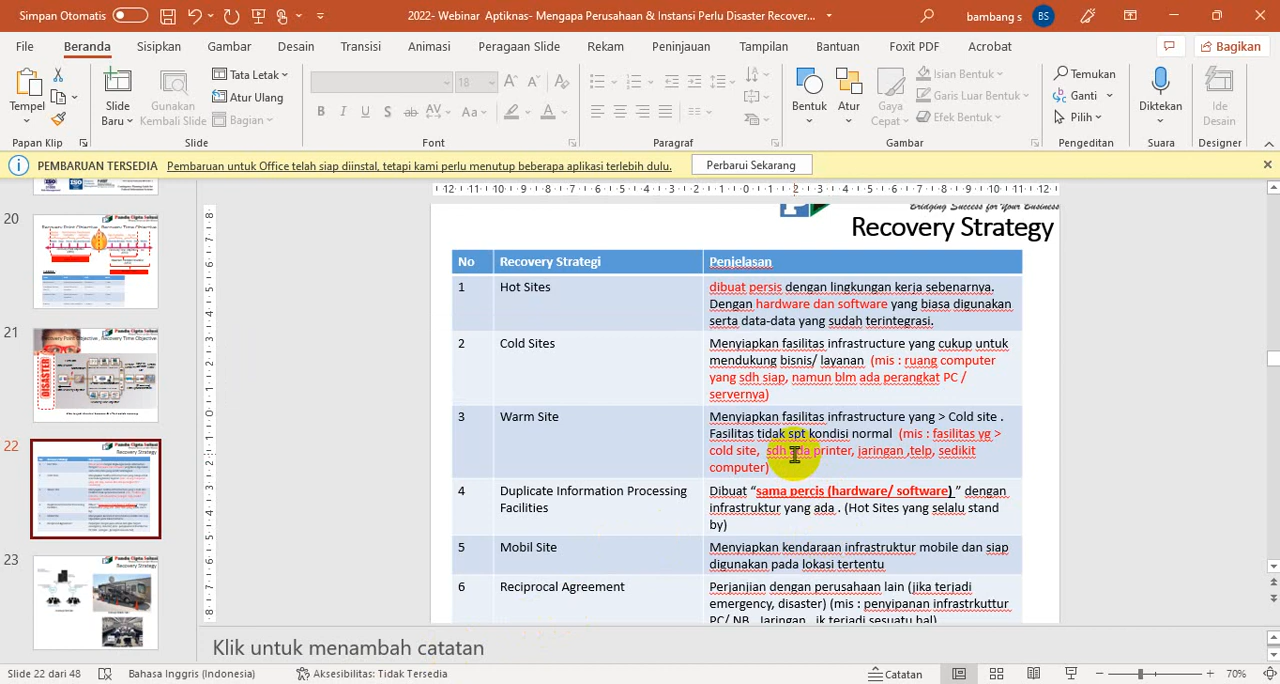 Simpan Otomatis
2022- Webinar Aptiknas- Mengapa Perusahaan & Instansi Perlu Disaster Recover...
bambang s
BS
File Beranda Sisipkan Gambar Desain Transisi Animasi Peragaan Slide Rekam Peninjauan Tampilan Bantuan Foxit PDF Acrobat
Bagikan
Tempel
Slide Baru
Gunakan Kembali Slide
Tata Letak
Atur Ulang
Bagian
18
Bentuk
Atur
Gaya Cepat
Isian Bentuk
Garis Luar Bentuk
Efek Bentuk
Temukan
Ganti
Pilih
Diktekan
Ide Desain
Papan Klip Slide Font Paragraf Gambar Pengeditan Suara Designer
PEMBARUAN TERSEDIA Pembaruan untuk Office telah siap diinstal, tetapi kami perlu menutup beberapa aplikasi terlebih dulu. Perbarui Sekarang
20
21
DISASTER
22
23
Bridging Success for Your Business
Recovery Strategy
No Recovery Strategi Penjelasan
1 Hot Sites dibuat persis dengan lingkungan kerja sebenarnya.
Dengan hardware dan software yang biasa digunakan
serta data-data yang sudah terintegrasi.
2 Cold Sites Menyiapkan fasilitas infrastructure yang cukup untuk
mendukung bisnis/ layanan (mis : ruang computer
yang sdh siap, namun blm ada perangkat PC /
servernya)
3 Warm Site Menyiapkan fasilitas infrastructure yang > Cold site .
Fasilitas tidak spt kondisi normal (mis : fasilitas yg >
cold site, sdh ada printer, jaringan ,telp, sedikit
computer)
4 Duplicate Information Processing Dibuat “sama percis (hardware/ software) “ dengan
Facilities infrastruktur yang ada . (Hot Sites yang selalu stand
by)
5 Mobil Site Menyiapkan kendaraan infrastruktur mobile dan siap
digunakan pada lokasi tertentu
6 Reciprocal Agreement Perjanjian dengan perusahaan lain (jika terjadi
emergency, disaster) (mis : penyipanan infrastrkuttur
PC/ NB , Jaringan , jk terjadi sesuatu hal)
Klik untuk menambah catatan
Slide 22 dari 48 Bahasa Inggris (Indonesia) Aksesibilitas: Tidak Tersedia Catatan 70%